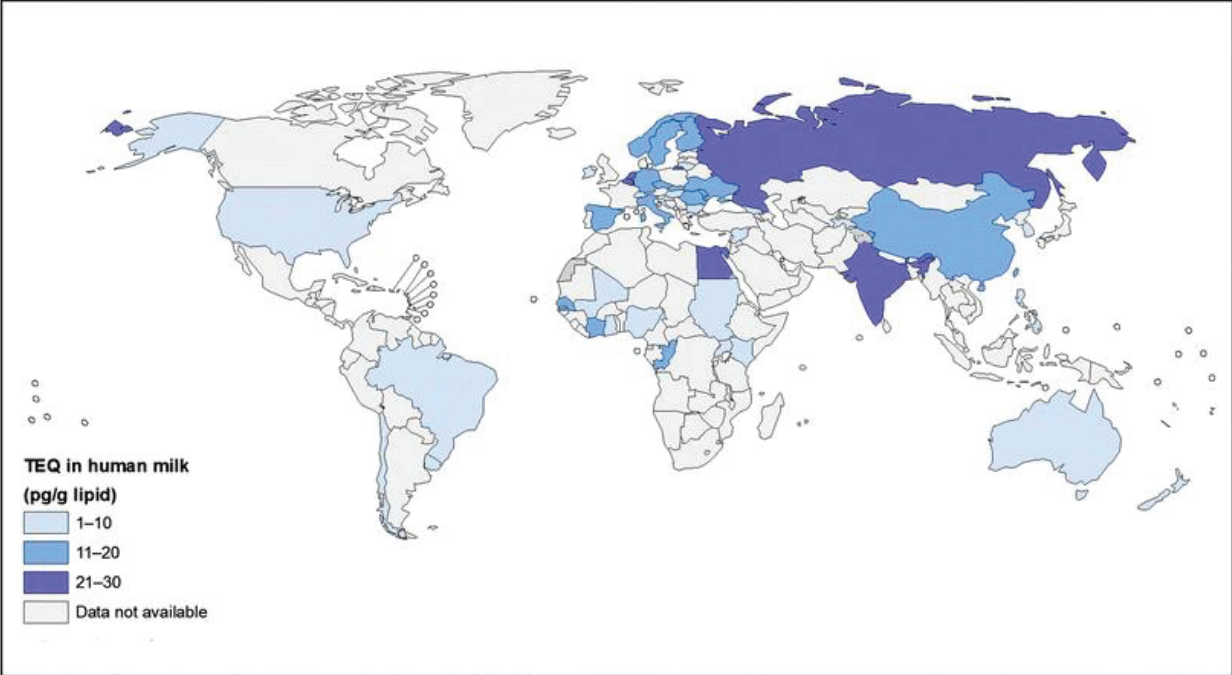 TEQ in human milk
(pg/g lipid)
1–10
11–20
21–30
Data not available